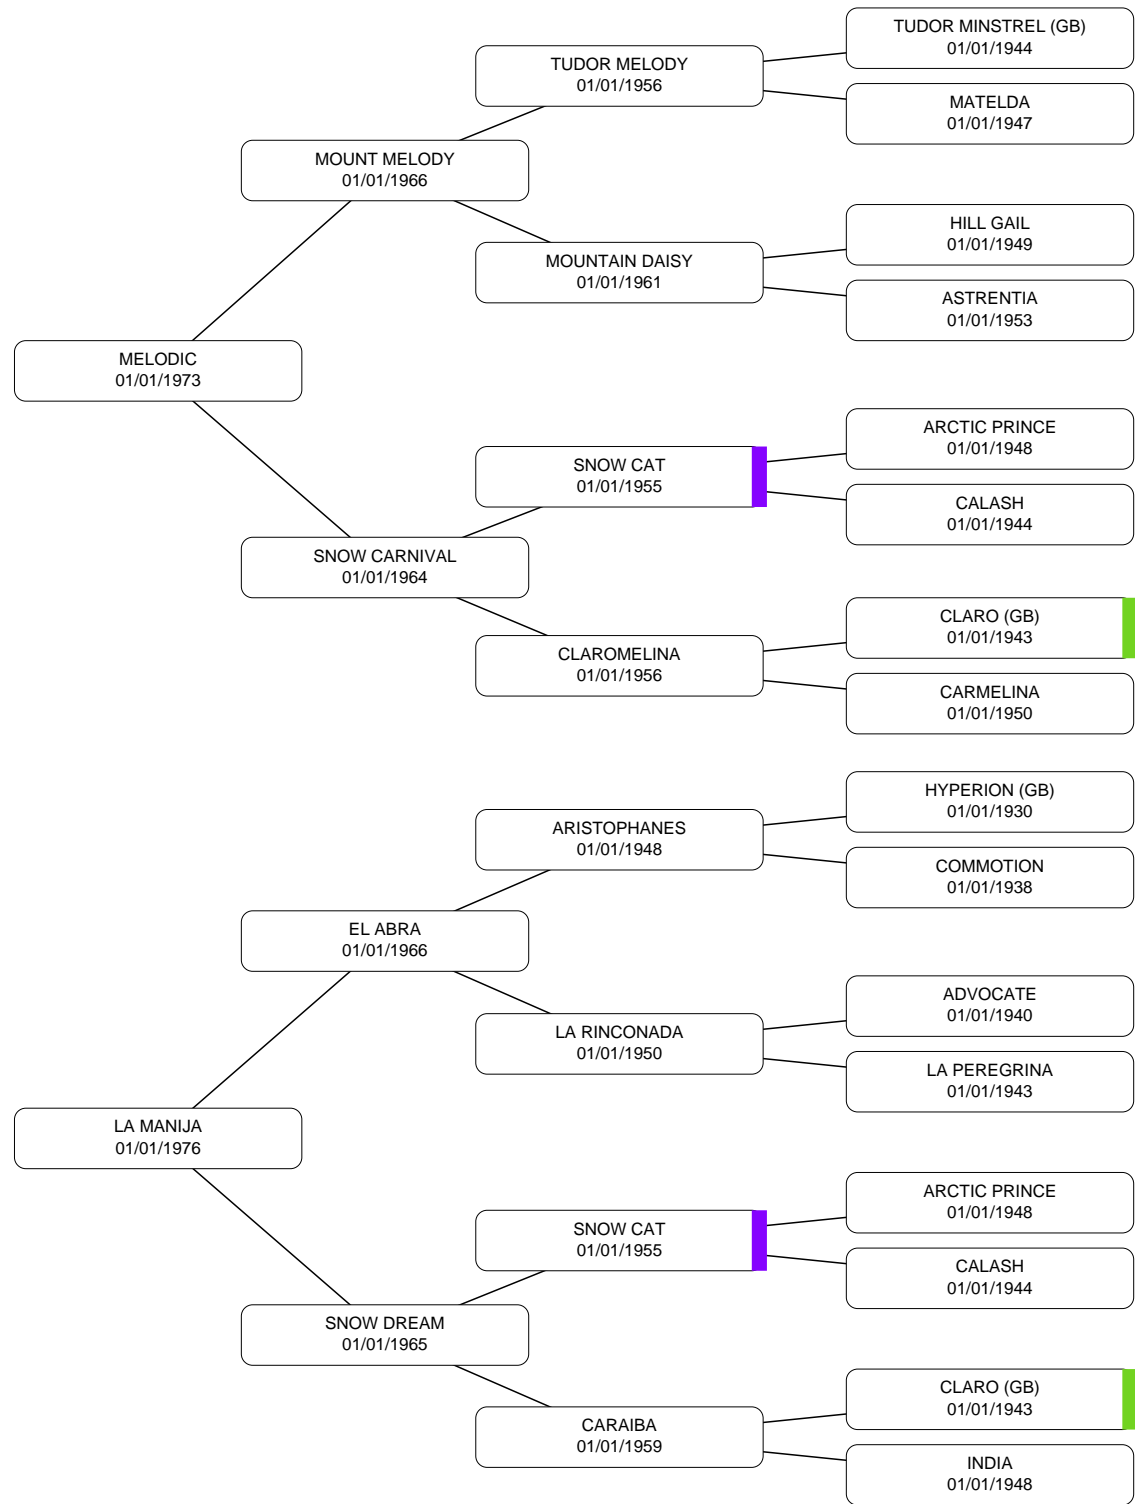 TUDOR MINSTREL (GB)
01/01/1944
TUDOR MELODY
01/01/1956
MATELDA
01/01/1947
MOUNT MELODY
01/01/1966
HILL GAIL
01/01/1949
MOUNTAIN DAISY
01/01/1961
ASTRENTIA
01/01/1953
MELODIC
01/01/1973
ARCTIC PRINCE
01/01/1948
SNOW CAT
01/01/1955
CALASH
01/01/1944
SNOW CARNIVAL
01/01/1964
CLARO (GB)
01/01/1943
CLAROMELINA
01/01/1956
CARMELINA
01/01/1950
HYPERION (GB)
01/01/1930
ARISTOPHANES
01/01/1948
COMMOTION
01/01/1938
EL ABRA
01/01/1966
ADVOCATE
01/01/1940
LA RINCONADA
01/01/1950
LA PEREGRINA
01/01/1943
LA MANIJA
01/01/1976
ARCTIC PRINCE
01/01/1948
SNOW CAT
01/01/1955
CALASH
01/01/1944
SNOW DREAM
01/01/1965
CLARO (GB)
01/01/1943
CARAIBA
01/01/1959
INDIA
01/01/1948